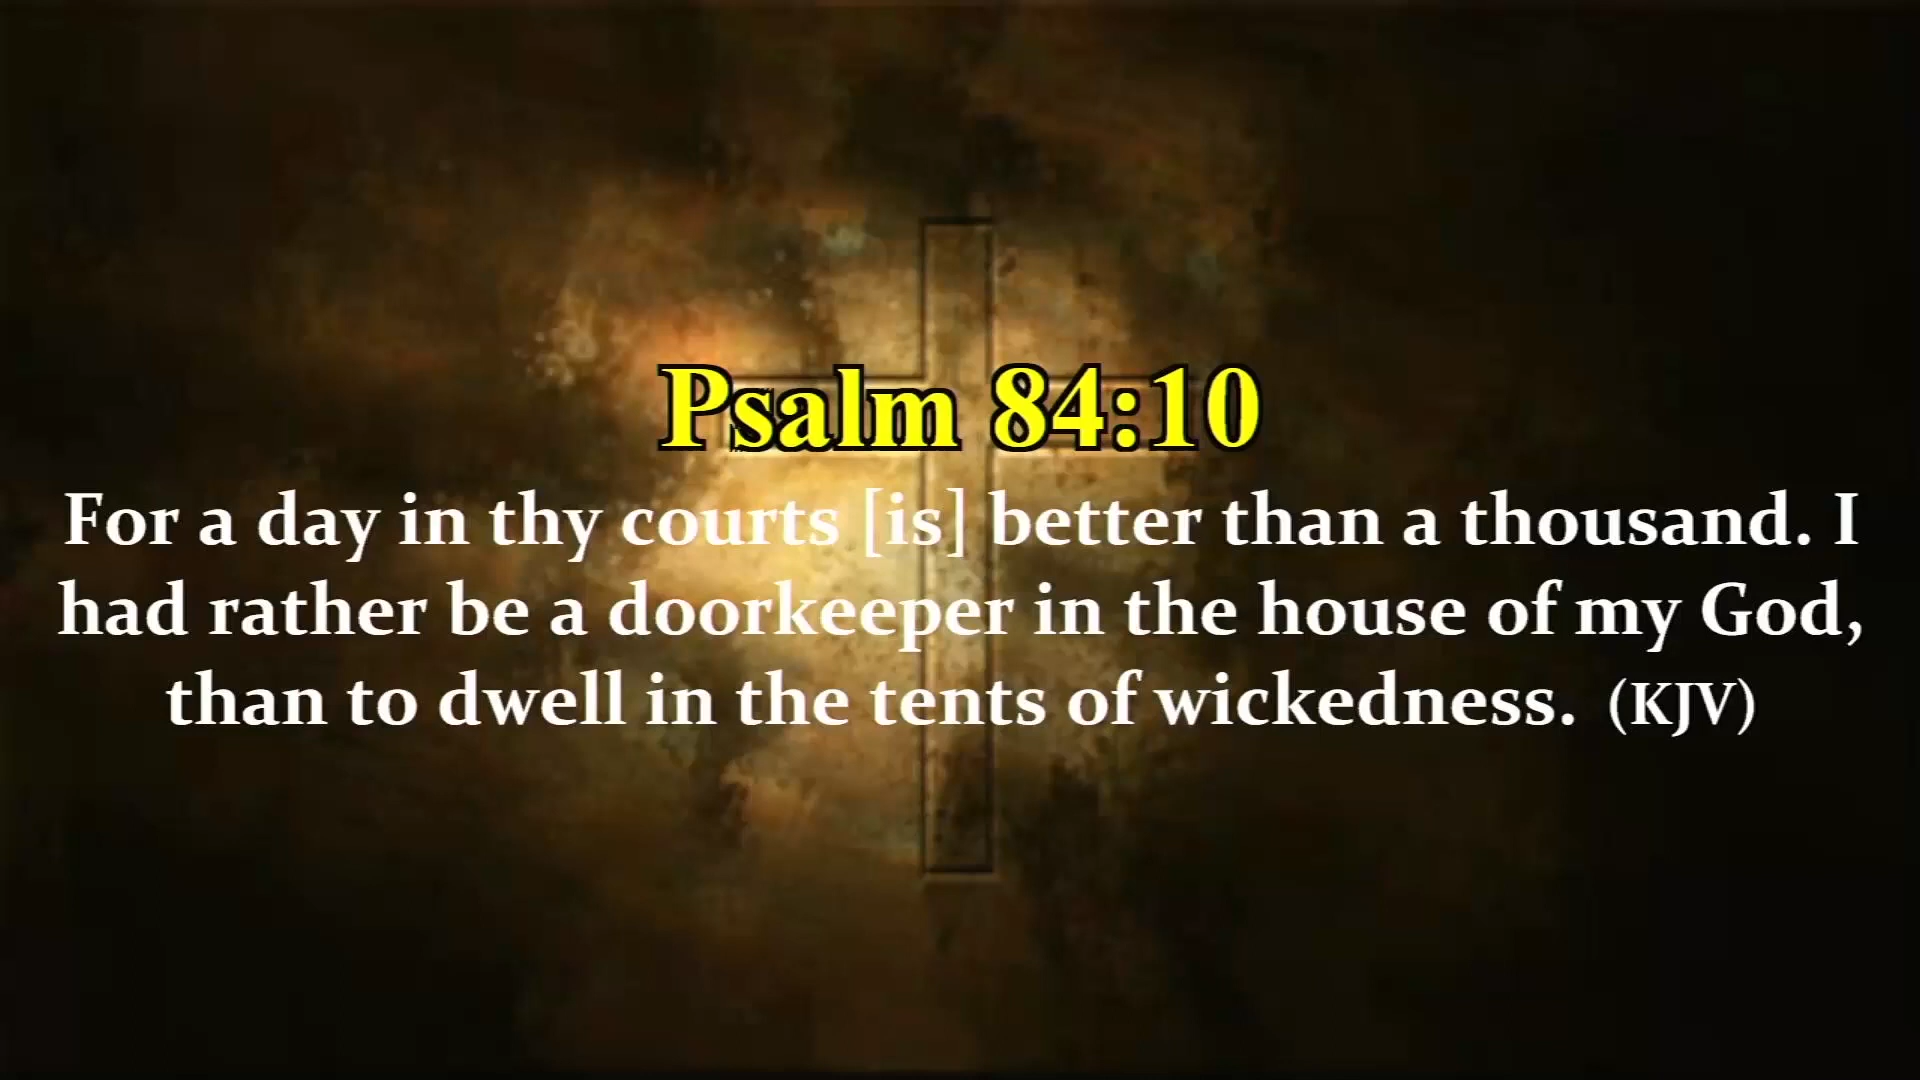 Psalm 84:10
For a day in thy courts [is] better than a thousand. I
had rather be a doorkeeper in the house of my God,
than to dwell in the tents of wickedness. (KJV)